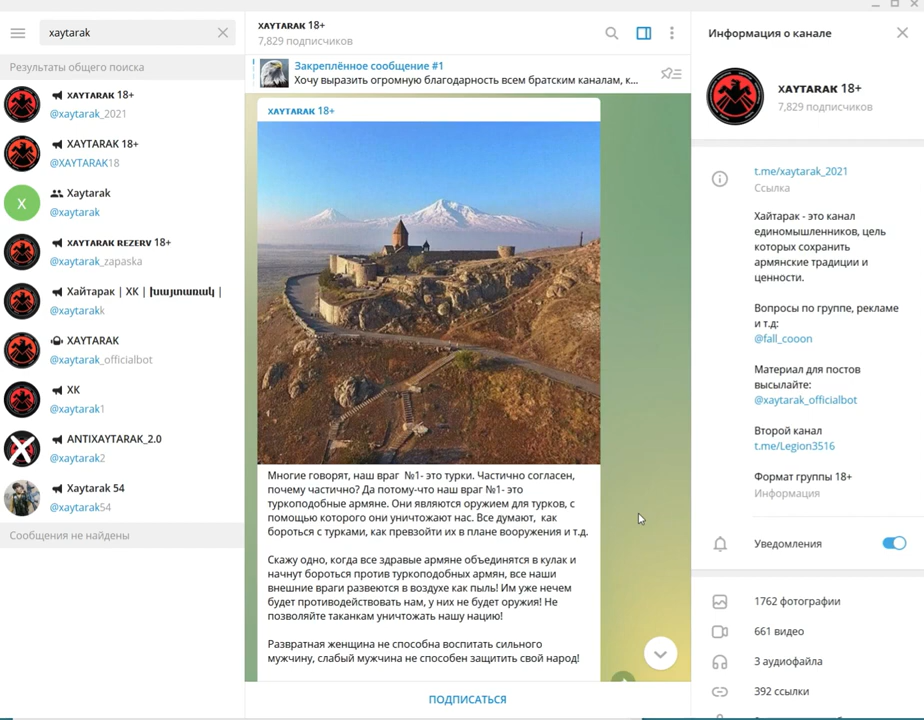 xaytarak
Результаты общего поиска
XAYTARAK 18+
@xaytarak_2021
XAYTARAK 18+
@XAYTARAK18
Xaytarak
@xaytarak
XAYTARAK REZERV 18+
@xaytarak_zapaska
Хайтарак | ХК | խայտառակ |
@xaytarakk
XAYTARAK
@xaytarak_officialbot
ХК
@xaytarak1
ANTIXAYTARAK_2.0
@xaytarak2
Xaytarak 54
@xaytarak54
Сообщения не найдены
X
XAYTARAK 18+
7,829 подписчиков
Закреплённое сообщение #1
Хочу выразить огромную благодарность всем братским каналам, к...
XAYTARAK 18+
Многие говорят, наш враг №1- это турки. Частично согласен,
почему частично? Да потому-что наш враг №1- это
туркоподобные армяне. Они являются оружием для турков, с
помощью которого они уничтожают нас. Все думают, как
бороться с турками, как превзойти их в плане вооружения и т.д.
Скажу одно, когда все здравые армяне объединятся в кулак и
начнут бороться против туркоподобных армян, все наши
внешние враги развеются в воздухе как пыль! Им уже нечем
будет противодействовать нам, у них не будет оружия! Не
позволяйте таканкам уничтожать нашу нацию!
Развратная женщина не способна воспитать сильного
мужчину, слабый мужчина не способен защитить свой народ!
ПОДПИСАТЬСЯ
Информация о канале
XAYTARAK 18+
7,829 подписчиков
t.me/xaytarak_2021
Ссылка
Хайтарак - это канал
единомышленников, цель
которых сохранить
армянские традиции и
ценности.
Вопросы по группе, рекламе
и т.д:
@fall_cooon
Материал для постов
высылайте:
@xaytarak_officialbot
Второй канал
t.me/Legion3516
Формат группы 18+
Информация
Уведомления
1762 фотографии
661 видео
3 аудиофайла
392 ссылки